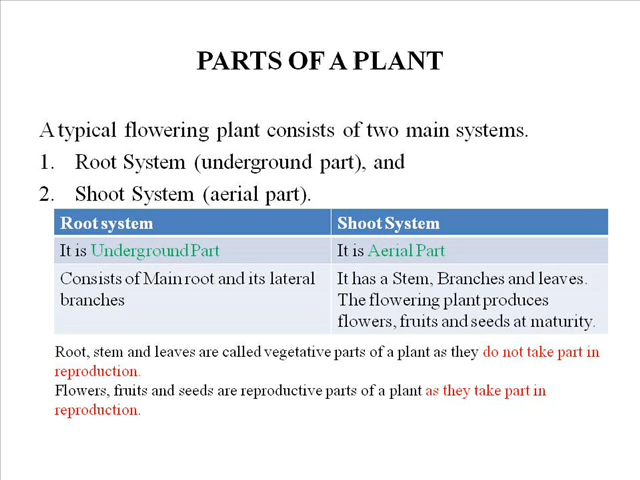 PARTS OF A PLANT
A typical flowering plant consists of two main systems.
1. Root System (underground part), and
2. Shoot System (aerial part).
Root system Shoot System
It is Underground Part It is Aerial Part
Consists of Main root and its lateral
branches
It has a Stem, Branches and leaves.
The flowering plant produces
flowers, fruits and seeds at maturity.
Root, stem and leaves are called vegetative parts of a plant as they do not take part in
reproduction.
Flowers, fruits and seeds are reproductive parts of a plant as they take part in
reproduction.